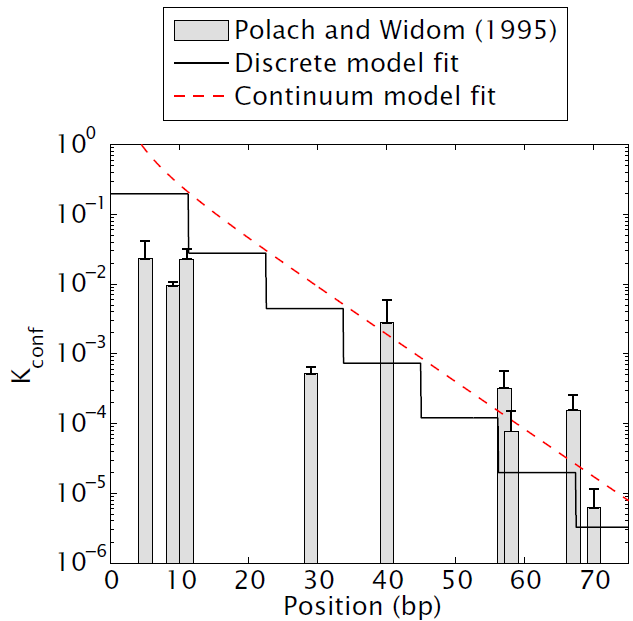 Polach and Widom (1995)
Discrete model fit
Continuum model fit
10^0
10^-1
10^-2
10^-3
10^-4
10^-5
10^-6
K_conf
0 10 20 30 40 50 60 70
Position (bp)